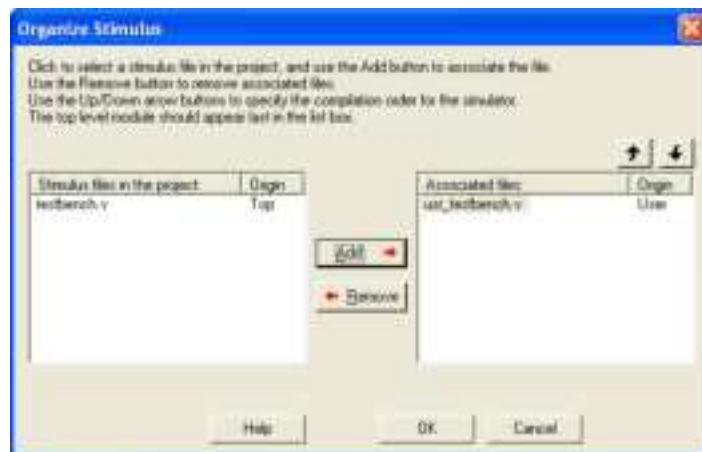 Organize Stimulus
Click to select a stimulus file in the project, and use the Add button to associate the file.
Use the Remove button to remove associated files.
Use the Up/Down arrow buttons to specify the compilation order for the simulator.
The top level module should appear last in the list box.
Stimulus files in the project: Origin
testbench.v Top
Associated files: Origin
testbench.v User
Add
Remove
Help OK Cancel